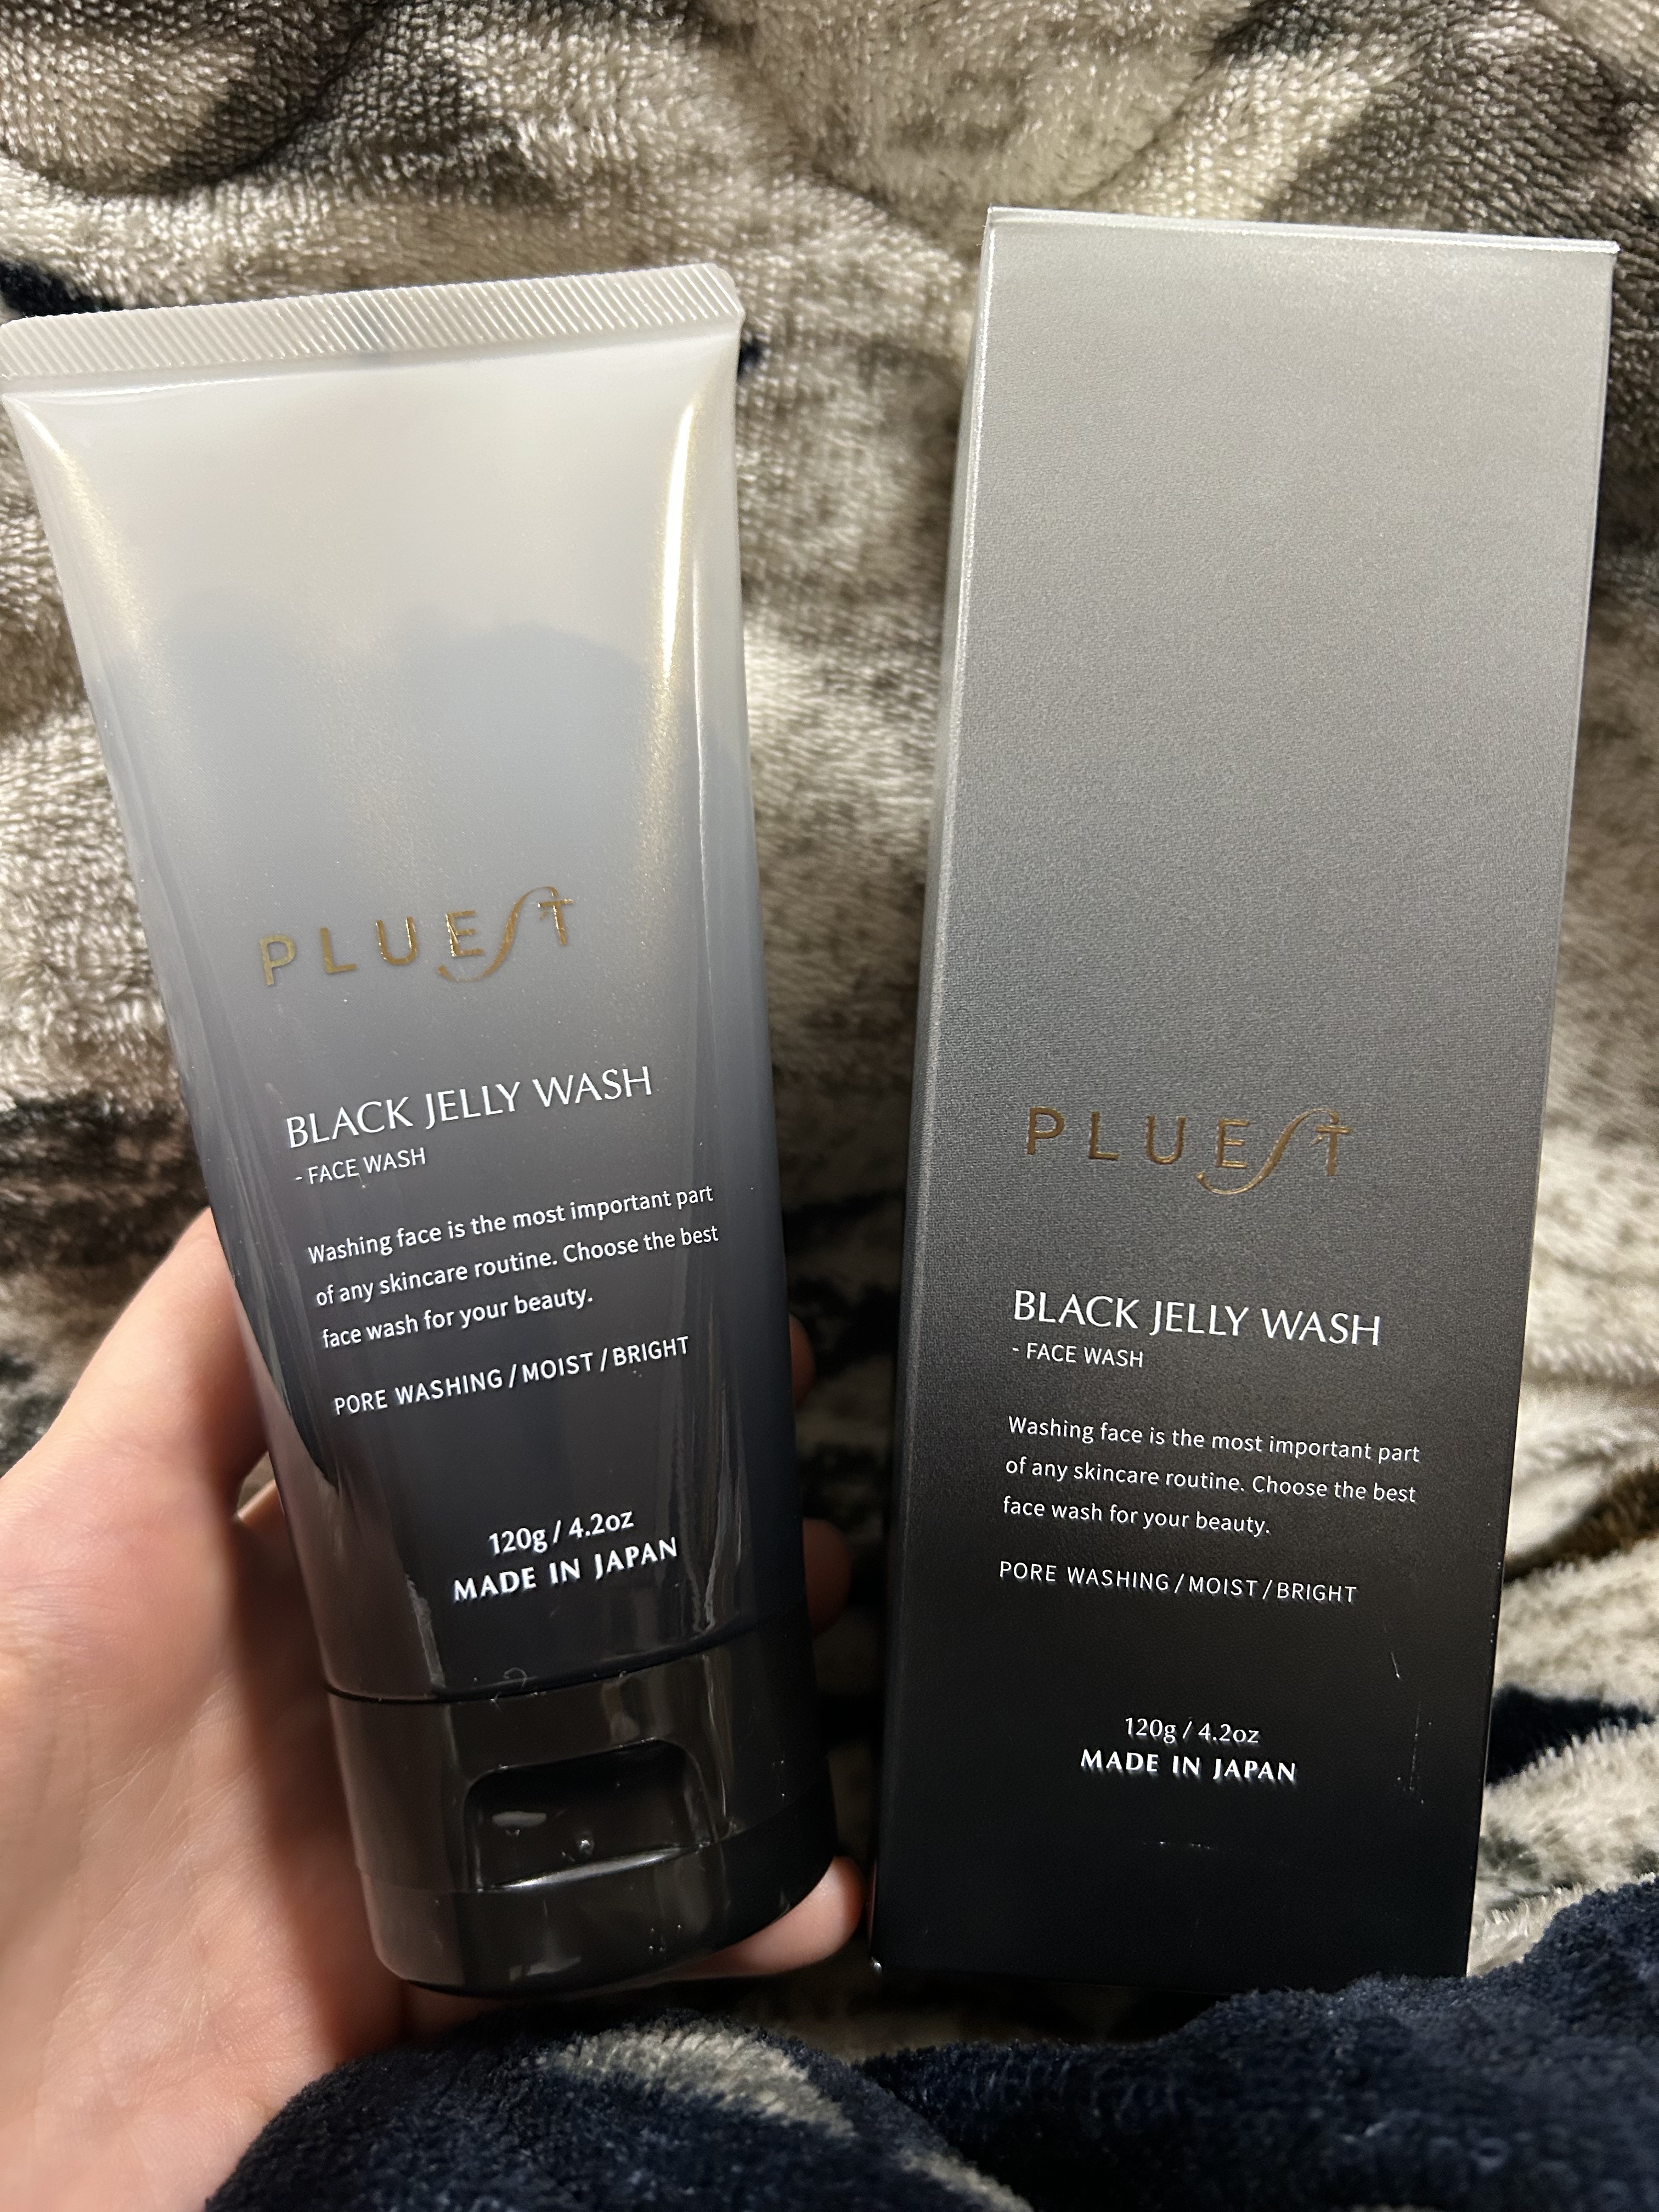 PLUEST
BLACK JELLY WASH
- FACE WASH
Washing face is the most important part
of any skincare routine. Choose the best
face wash for your beauty.
PORE WASHING / MOIST / BRIGHT
120g / 4.2oz
MADE IN JAPAN
PLUEST
BLACK JELLY WASH
- FACE WASH
Washing face is the most important part
of any skincare routine. Choose the best
face wash for your beauty.
PORE WASHING / MOIST / BRIGHT
120g / 4.2oz
MADE IN JAPAN